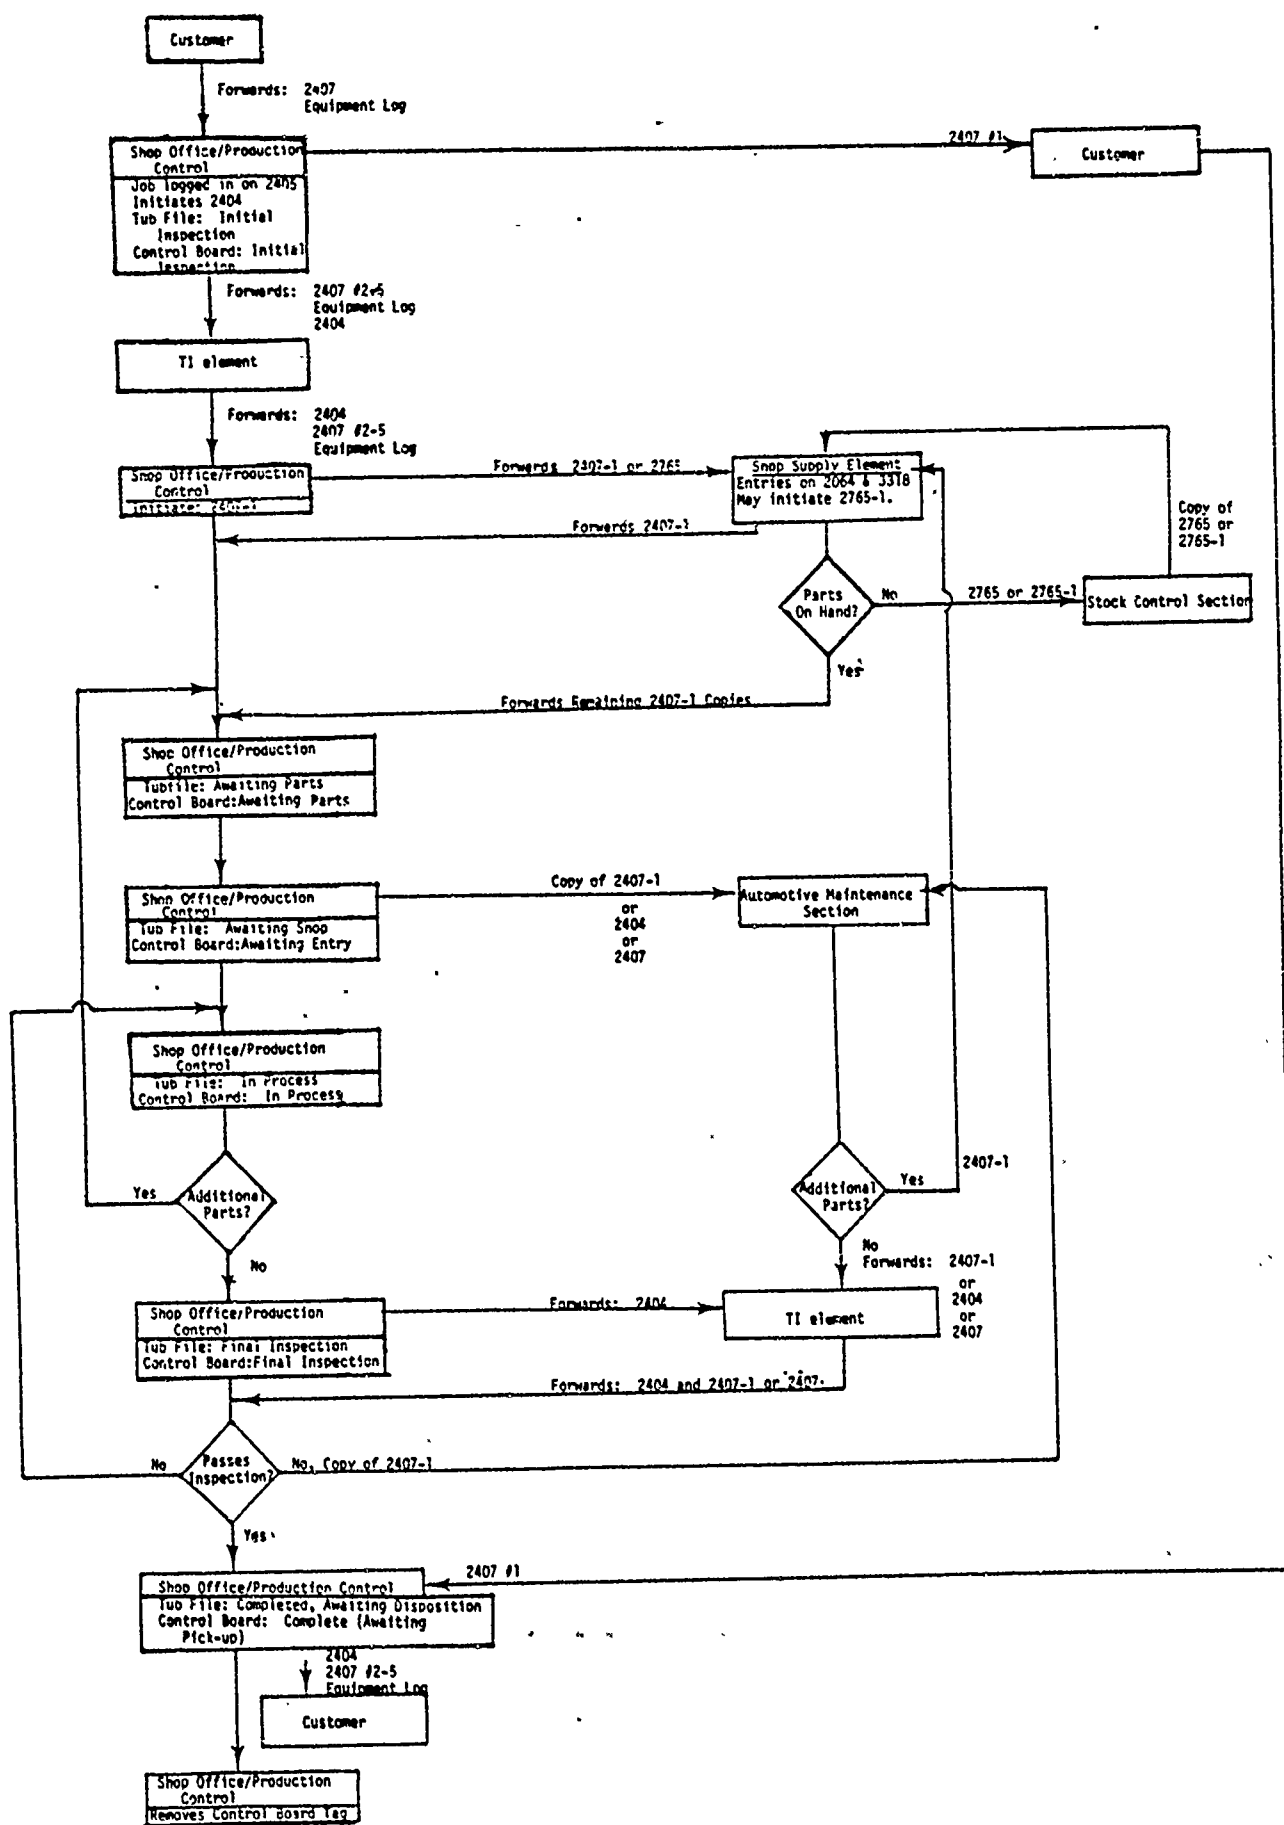 Customer
Forwards: 2407
Equipment Log
Shop Office/Production
Control
Job logged in on 2405
Initiates 2404
Tub File: Initial
Inspection
Control Board: Initial
Inspection
2407 #1
Customer
Forwards: 2407 #2-5
Equipment Log
2404
TI element
Forwards: 2404
2407 #2-5
Equipment Log
Shop Office/Production
Control
Initiates 2407-1
Forwards 2407-1 or 2765
Shop Supply Element
Entries on 2064 & 3318
May initiate 2765-1.
Forwards 2407-1
Copy of
2765 or
2765-1
Parts
On Hand?
No
2765 or 2765-1
Stock Control Section
Yes
Forwards Remaining 2407-1 Copies
Shop Office/Production
Control
Tubfile: Awaiting Parts
Control Board:Awaiting Parts
Shop Office/Production
Control
Tub File: Awaiting Shop
Control Board:Awaiting Entry
Copy of 2407-1
or
2404
or
2407
Automotive Maintenance
Section
Shop Office/Production
Control
Tub File: In Process
Control Board: In Process
Yes
Additional
Parts?
No
Additional
Parts?
Yes
2407-1
No
Forwards: 2407-1
or
2404
or
2407
Shop Office/Production
Control
Tub File: Final Inspection
Control Board:Final Inspection
Forwards: 2404
TI element
Forwards: 2404 and 2407-1 or 2407
No
Passes
Inspection?
No, Copy of 2407-1
Yes
2407 #1
Shop Office/Production Control
Tub File: Completed, Awaiting Disposition
Control Board: Complete (Awaiting
Pick-up)
2404
2407 #2-5
Equipment Log
Customer
Shop Office/Production
Control
Removes Control Board Tag